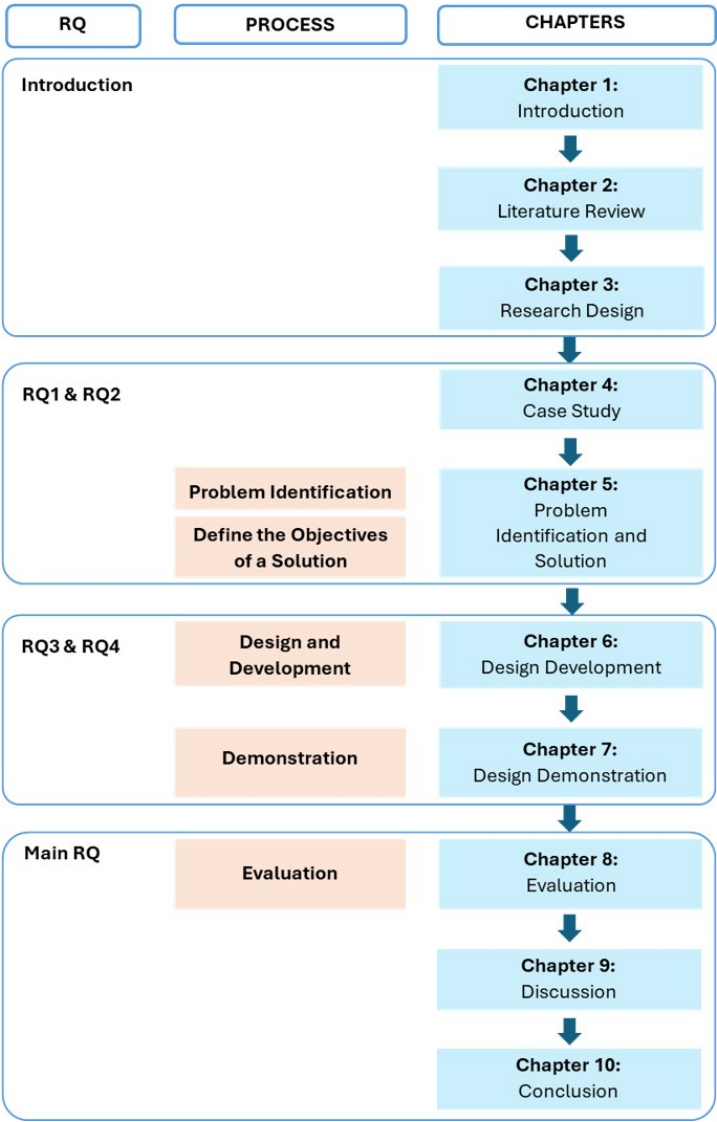 RQ
PROCESS
CHAPTERS
Introduction
Chapter 1:
Introduction
Chapter 2:
Literature Review
Chapter 3:
Research Design
RQ1 & RQ2
Chapter 4:
Case Study
Problem Identification
Define the Objectives
of a Solution
Chapter 5:
Problem
Identification and
Solution
RQ3 & RQ4
Design and
Development
Chapter 6:
Design Development
Demonstration
Chapter 7:
Design Demonstration
Main RQ
Evaluation
Chapter 8:
Evaluation
Chapter 9:
Discussion
Chapter 10:
Conclusion